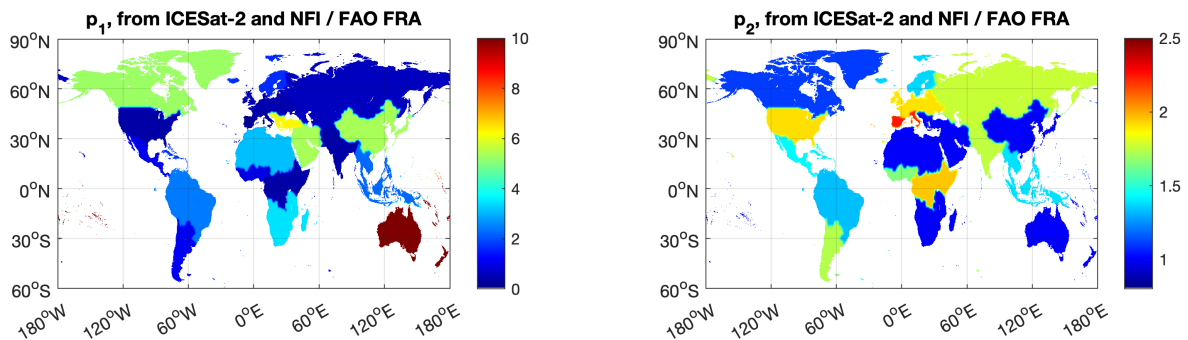 p₁, from ICESat-2 and NFI / FAO FRA
90°N
60°N
30°N
0°N
30°S
60°S
180°W
120°W
60°W
0°E
60°E
120°E
180°E
10
8
6
4
2
0
p₂, from ICESat-2 and NFI / FAO FRA
90°N
60°N
30°N
0°N
30°S
60°S
180°W
120°W
60°W
0°E
60°E
120°E
180°E
2.5
2
1.5
1